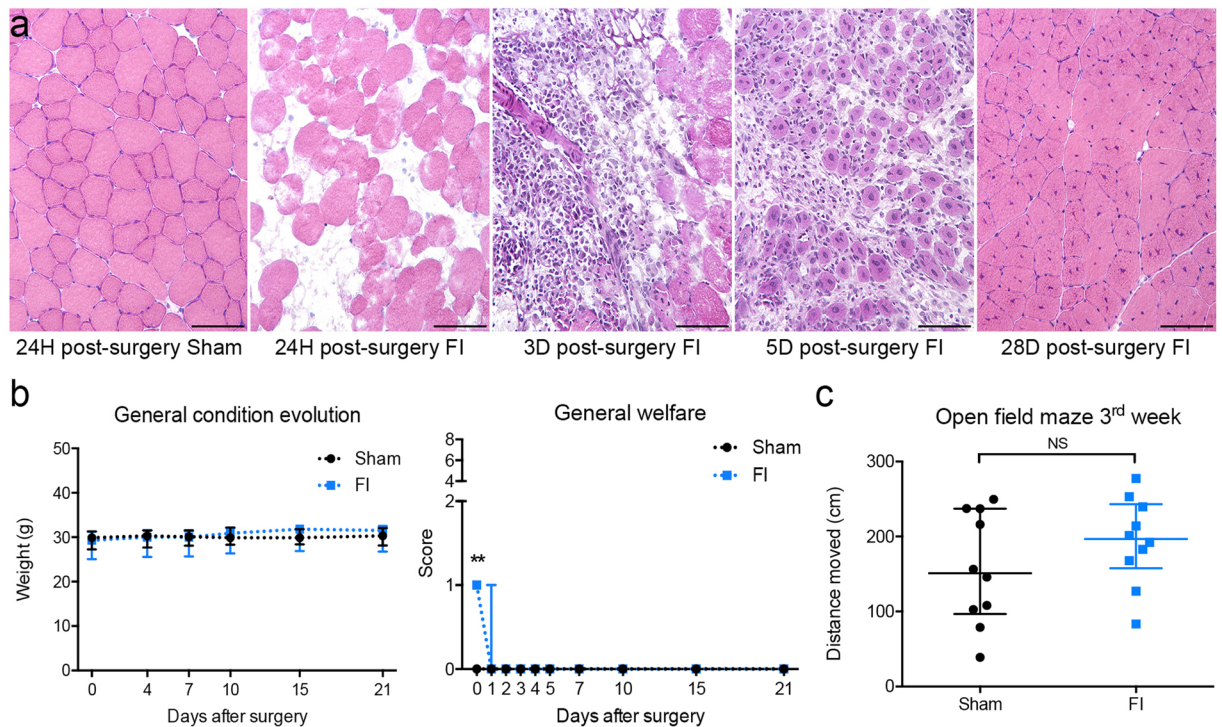 a
24H post-surgery Sham
24H post-surgery FI
3D post-surgery FI
5D post-surgery FI
28D post-surgery FI
b
General condition evolution
Sham
FI
Weight (g)
50
40
30
20
10
0
0 4 7 10 15 21
Days after surgery
General welfare
Sham
FI
Score
8
6
4
2
2
1
0
**
0 1 2 3 4 5 7 10 15 21
Days after surgery
c
Open field maze 3rd week
NS
Distance moved (cm)
300
200
100
0
Sham FI